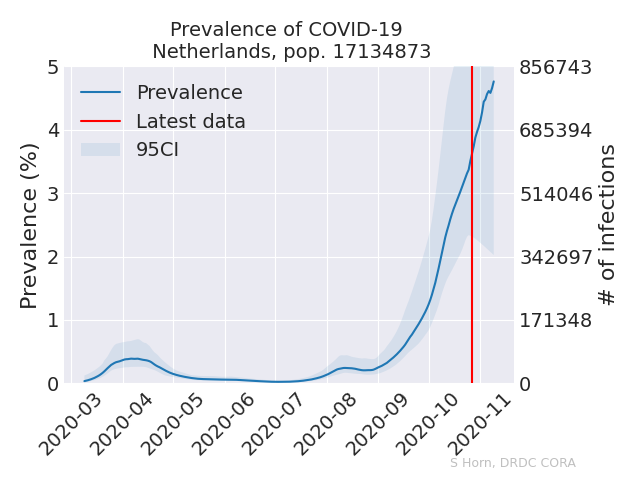 Prevalence of COVID-19
Netherlands, pop. 17134873
Prevalence
Latest data
95CI
Prevalence (%)
5
4
3
2
1
0
856743
685394
514046
342697
171348
0
# of infections
2020-03
2020-04
2020-05
2020-06
2020-07
2020-08
2020-09
2020-10
2020-11
S Horn, DRDC CORA